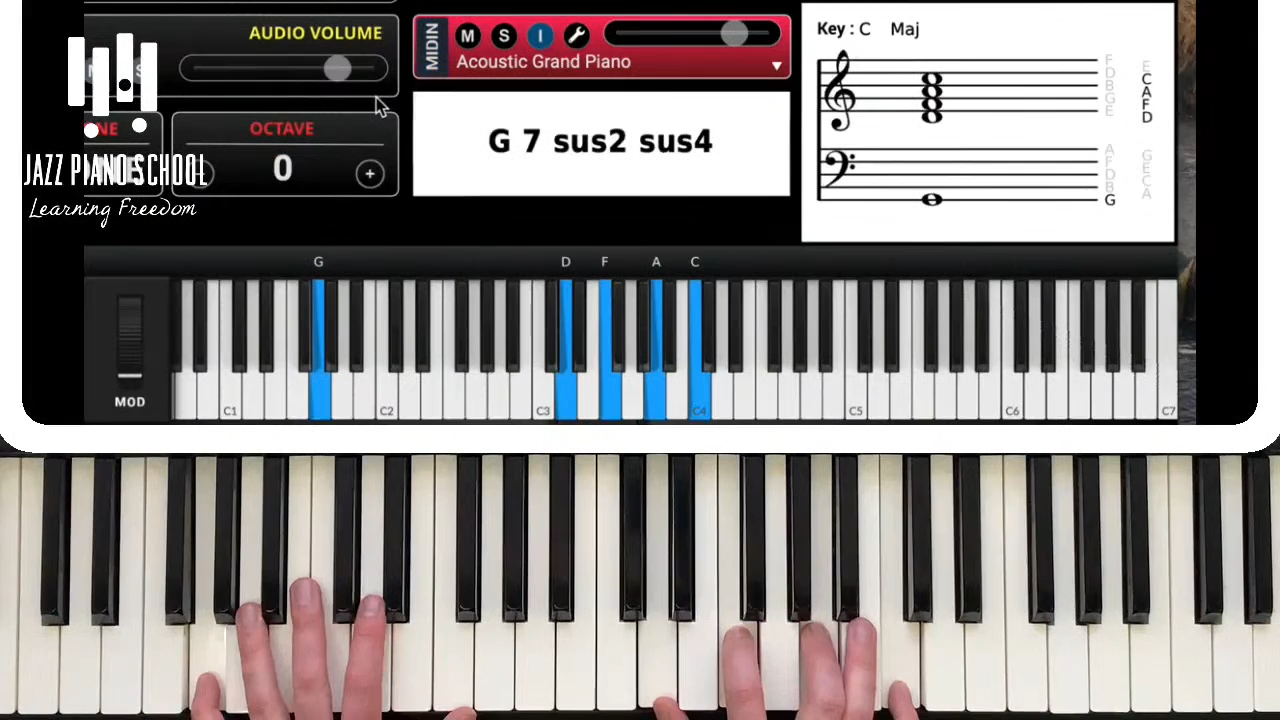 AUDIO VOLUME
OCTAVE
0
+
JAZZ PIANO SCHOOL
Learning Freedom
MIDIN
M S I
Acoustic Grand Piano
G 7 sus2 sus4
Key : C Maj
F
D
B
G
E
E
C
A
F
D
A
F
D
B
G
G
E
C
A
G D F A C
MOD
C1 C2 C3 C4 C5 C6 C7